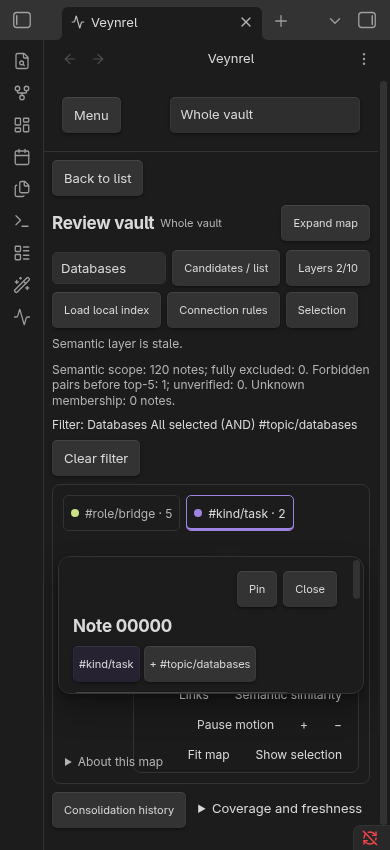 Veynrel
Veynrel
Menu
Whole vault
Back to list
Review vault Whole vault
Expand map
Databases
Candidates / list
Layers 2/10
Load local index
Connection rules
Selection
Semantic layer is stale.
Semantic scope: 120 notes; fully excluded: 0. Forbidden
pairs before top-5: 1; unverified: 0. Unknown
membership: 0 notes.
Filter: Databases All selected (AND) #topic/databases
Clear filter
#role/bridge · 5
#kind/task · 2
Pin
Close
Note 00000
#kind/task
+ #topic/databases
Links
Semantic similarity
Pause motion
+
−
Fit map
Show selection
About this map
Consolidation history
Coverage and freshness